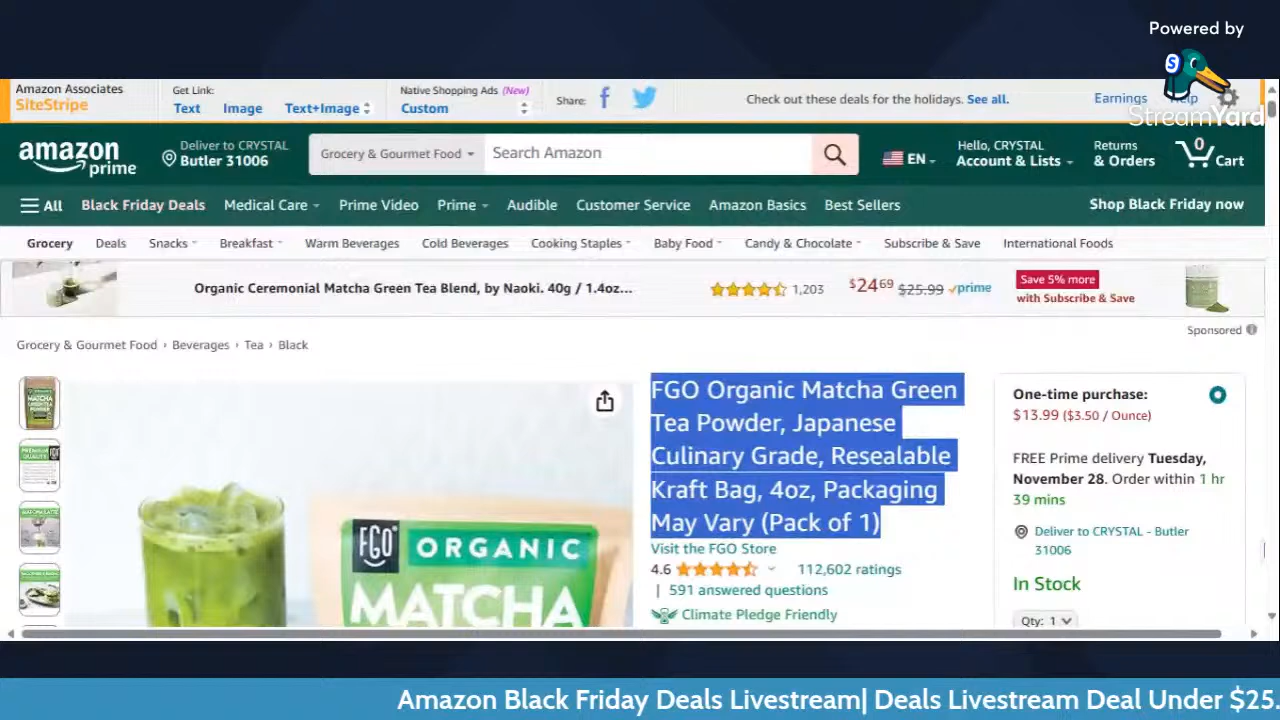 Powered by
StreamYard
Amazon Associates
SiteStripe
Get Link:
Text Image Text+Image
Native Shopping Ads (New)
Custom
Share:
Check out these deals for the holidays. See all.
Earnings
Help
amazon
prime
Deliver to CRYSTAL
Butler 31006
Grocery & Gourmet Food
Search Amazon
EN
Hello, CRYSTAL
Account & Lists
Returns
& Orders
0
Cart
All Black Friday Deals Medical Care Prime Video Prime Audible Customer Service Amazon Basics Best Sellers
Shop Black Friday now
Grocery Deals Snacks Breakfast Warm Beverages Cold Beverages Cooking Staples Baby Food Candy & Chocolate Subscribe & Save International Foods
Organic Ceremonial Matcha Green Tea Blend, by Naoki. 40g / 1.4oz...
1,203
$2469 $25.99 prime
Save 5% more
with Subscribe & Save
Sponsored
Grocery & Gourmet Food › Beverages › Tea › Black
MATCHA
FGO
ORGANIC
MATCHA
FGO Organic Matcha Green
Tea Powder, Japanese
Culinary Grade, Resealable
Kraft Bag, 4oz, Packaging
May Vary (Pack of 1)
Visit the FGO Store
4.6 112,602 ratings
| 591 answered questions
Climate Pledge Friendly
One-time purchase:
$13.99 ($3.50 / Ounce)
FREE Prime delivery Tuesday,
November 28. Order within 1 hr
39 mins
Deliver to CRYSTAL - Butler
31006
In Stock
Qty: 1
Amazon Black Friday Deals Livestream| Deals Livestream Deal Under $25.